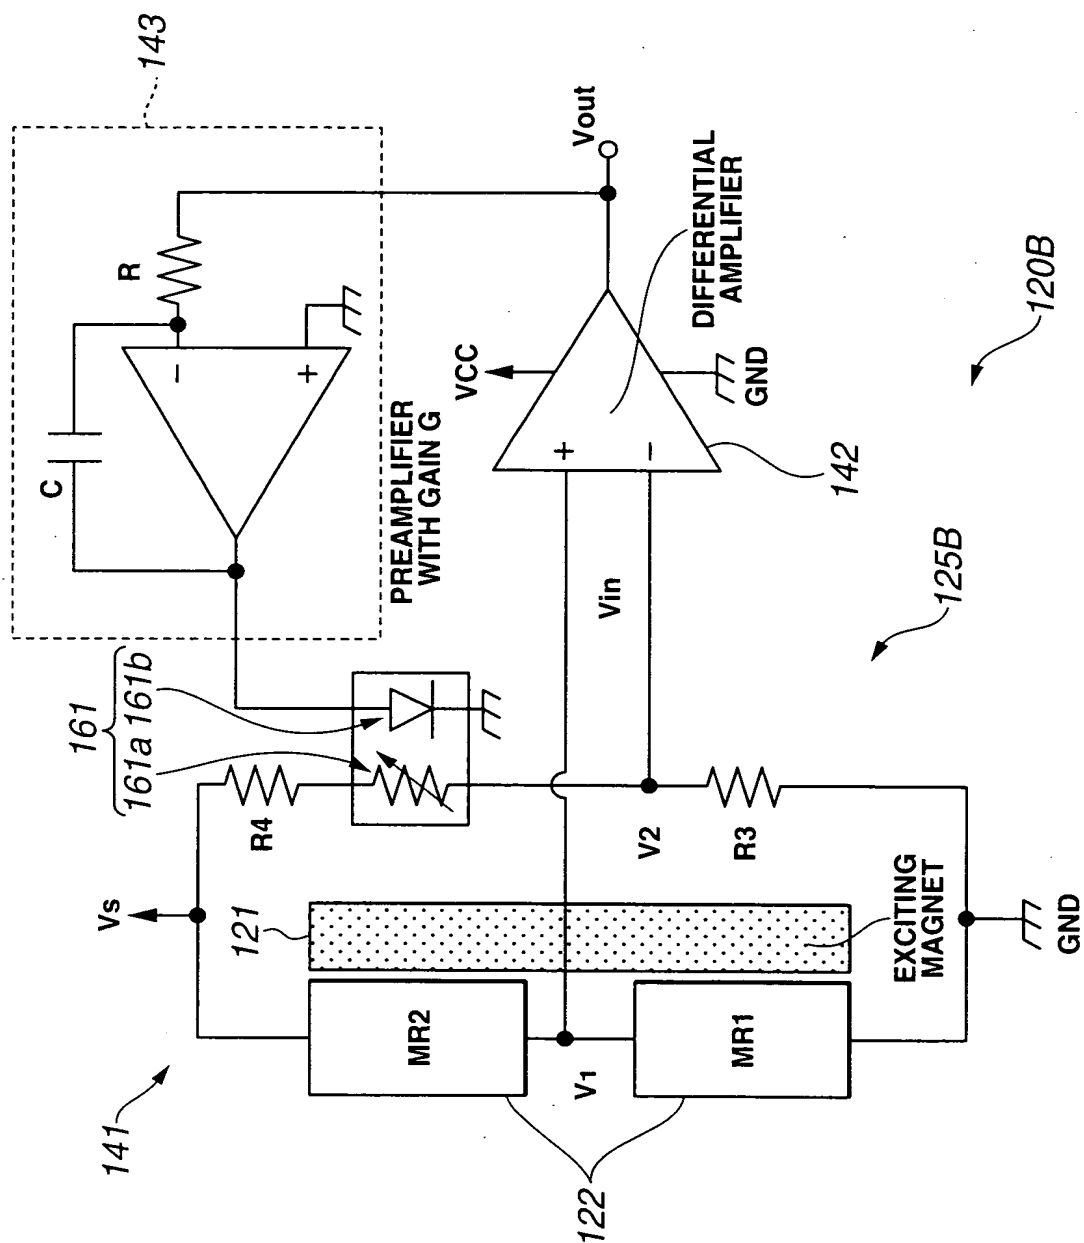 143
Vout
R
DIFFERENTIAL
AMPLIFIER
120B
−
+
VCC
GND
C
PREAMPLIFIER
WITH GAIN G
+
−
142
Vin
125B
161
161a 161b
R4
V2
R3
Vs
121
EXCITING
MAGNET
GND
MR2
MR1
V1
141
122